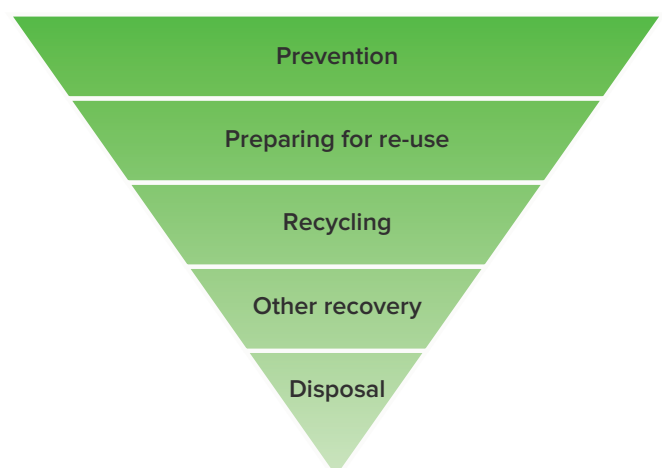 Prevention
Preparing for re-use
Recycling
Other recovery
Disposal